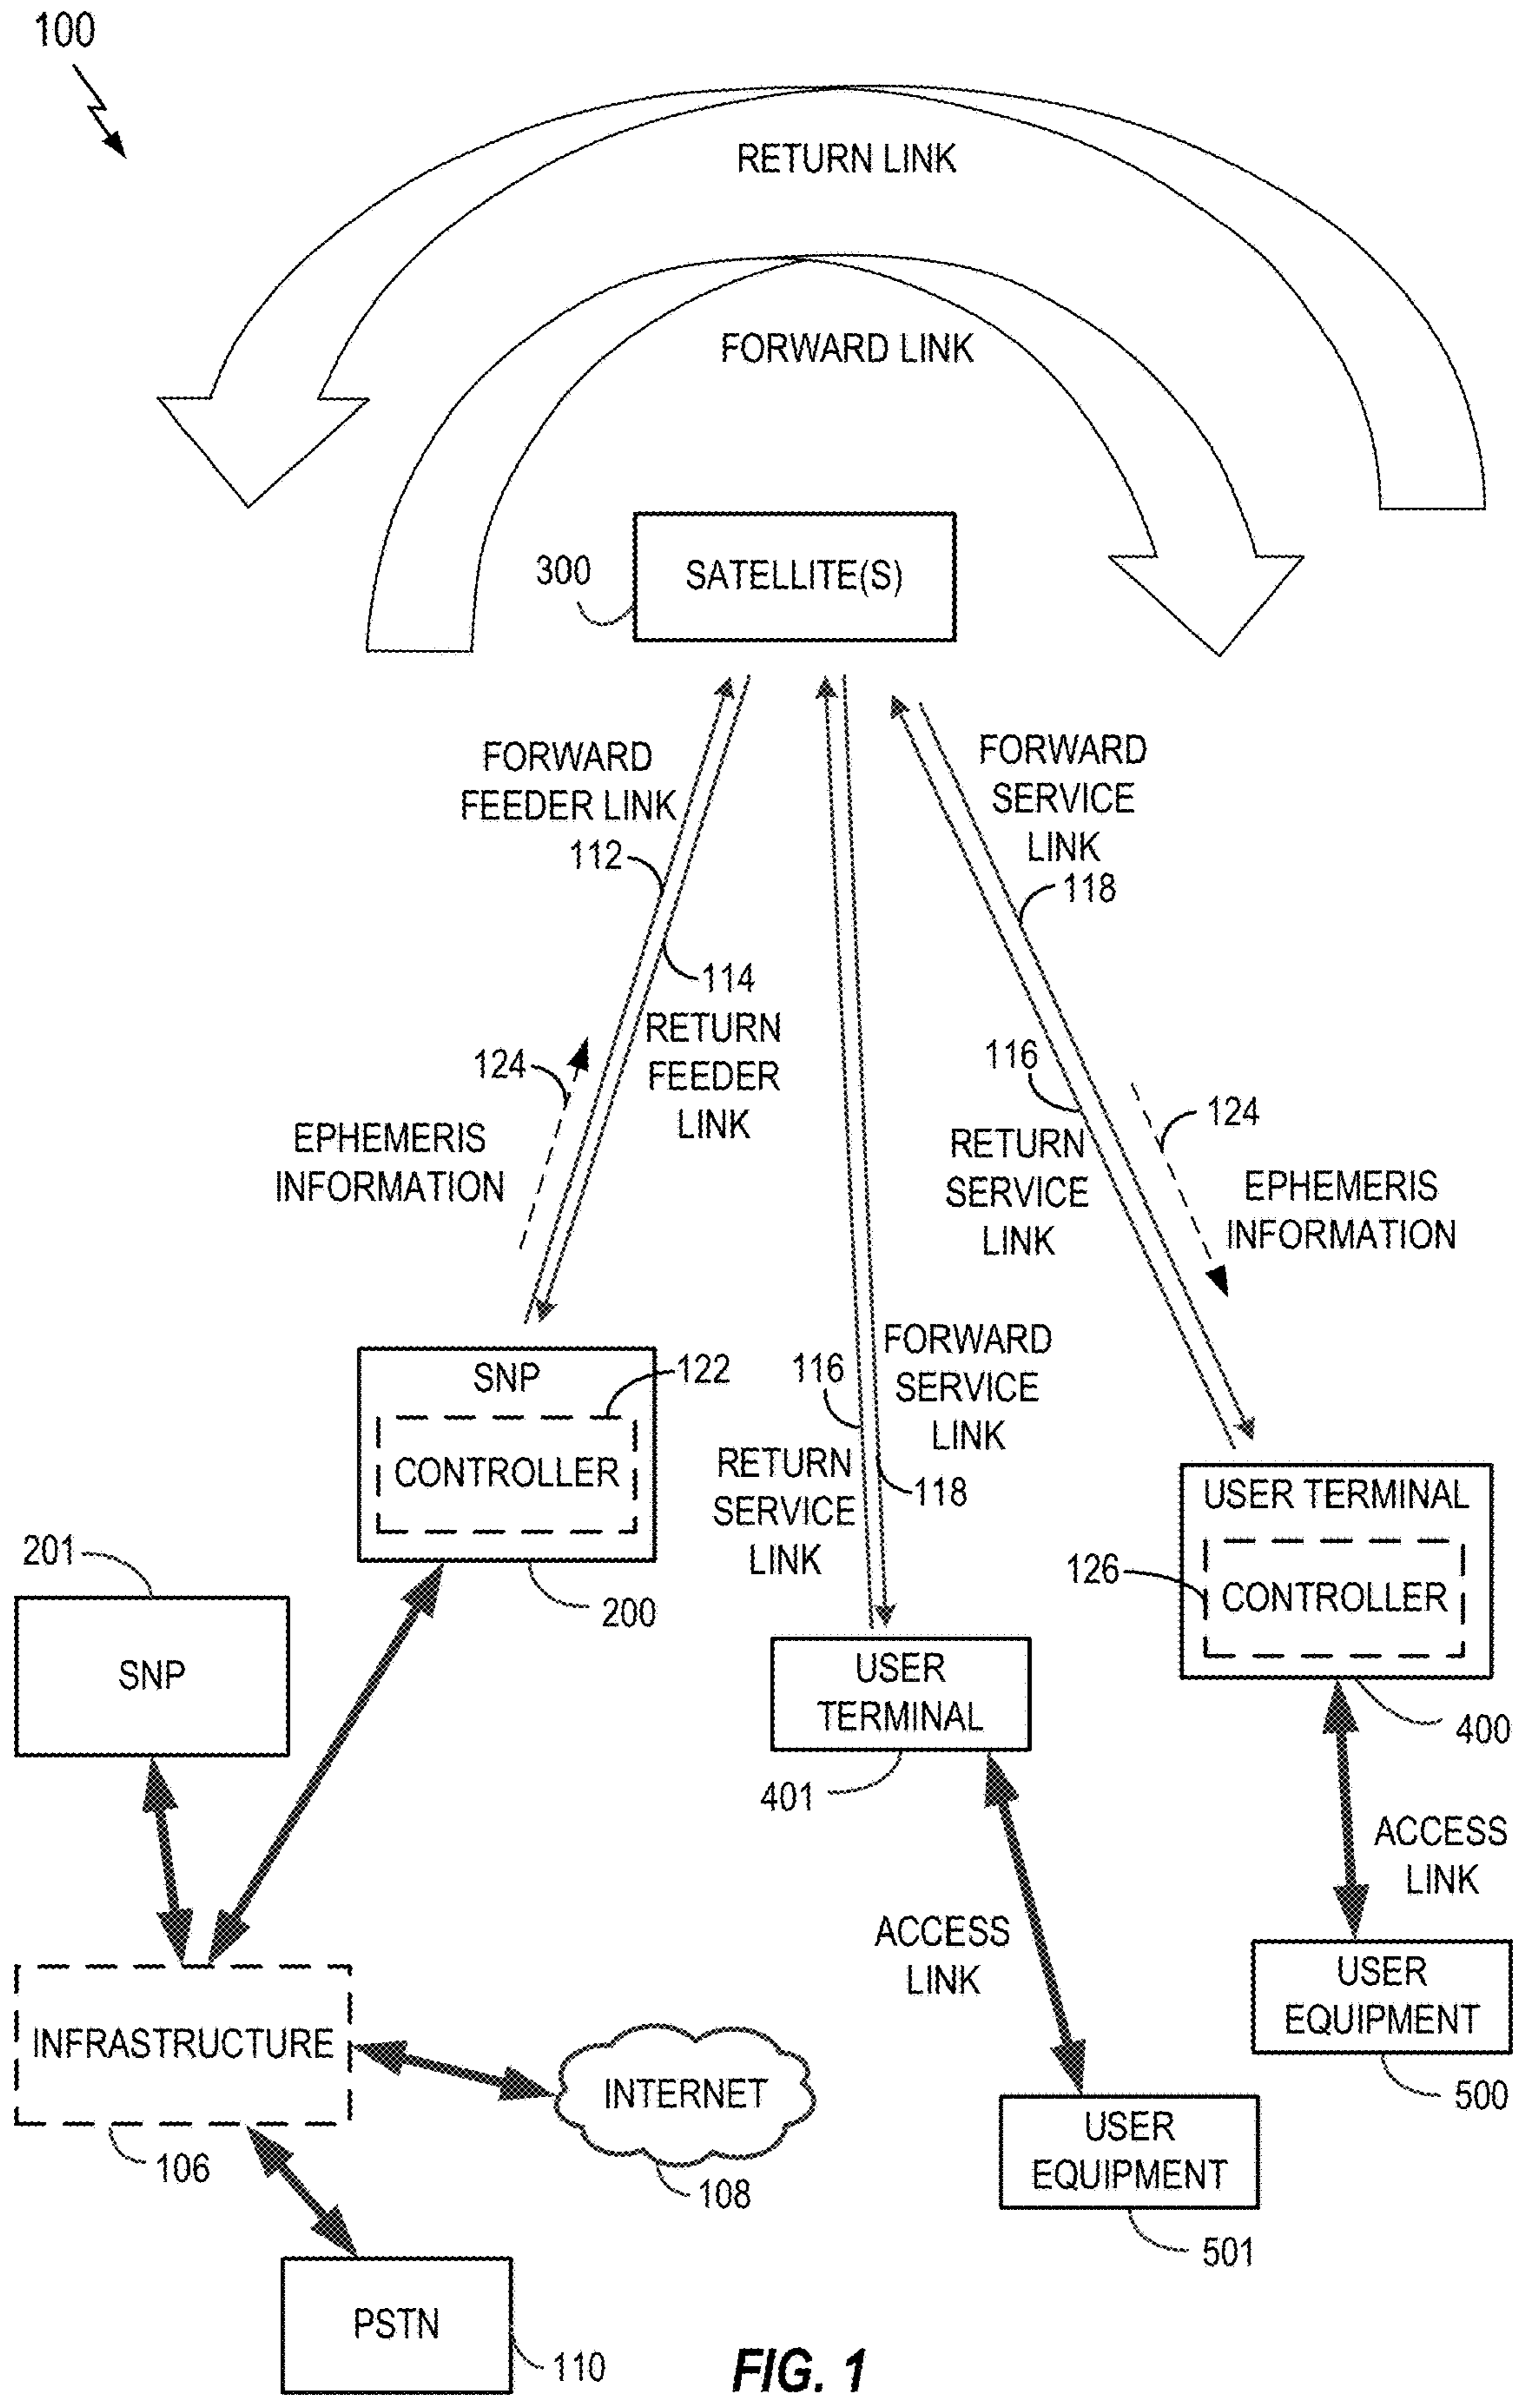 100
RETURN LINK
FORWARD LINK
300
SATELLITE(S)
FORWARD
FEEDER LINK
112
FORWARD
SERVICE
LINK
118
114
RETURN
FEEDER
LINK
124
EPHEMERIS
INFORMATION
116
RETURN
SERVICE
LINK
124
EPHEMERIS
INFORMATION
SNP
122
CONTROLLER
200
116
RETURN
SERVICE
LINK
FORWARD
SERVICE
LINK
118
USER TERMINAL
126
CONTROLLER
400
201
SNP
USER
TERMINAL
401
ACCESS
LINK
ACCESS
LINK
USER
EQUIPMENT
500
INFRASTRUCTURE
106
INTERNET
108
USER
EQUIPMENT
501
PSTN
110
FIG. 1